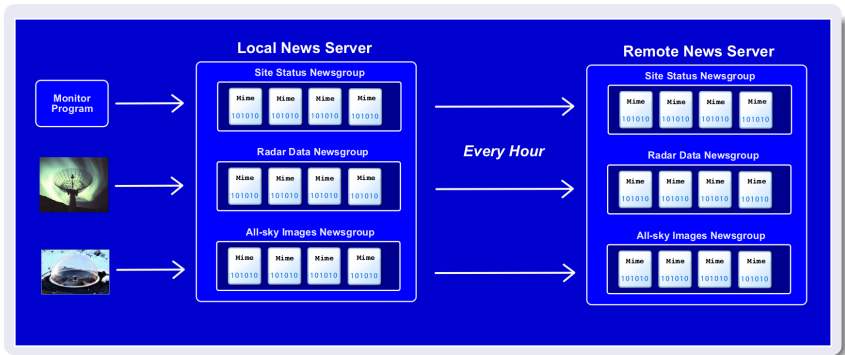 Local News Server
Remote News Server
Site Status Newsgroup
Site Status Newsgroup
Monitor
Program
Mime Mime Mime Mime
101010 101010 101010 101010
Mime Mime Mime Mime
101010 101010 101010 101010
Every Hour
Radar Data Newsgroup
Radar Data Newsgroup
Mime Mime Mime Mime
101010 101010 101010 101010
Mime Mime Mime Mime
101010 101010 101010 101010
All-sky Images Newsgroup
All-sky Images Newsgroup
Mime Mime Mime Mime
101010 101010 101010 101010
Mime Mime Mime Mime
101010 101010 101010 101010